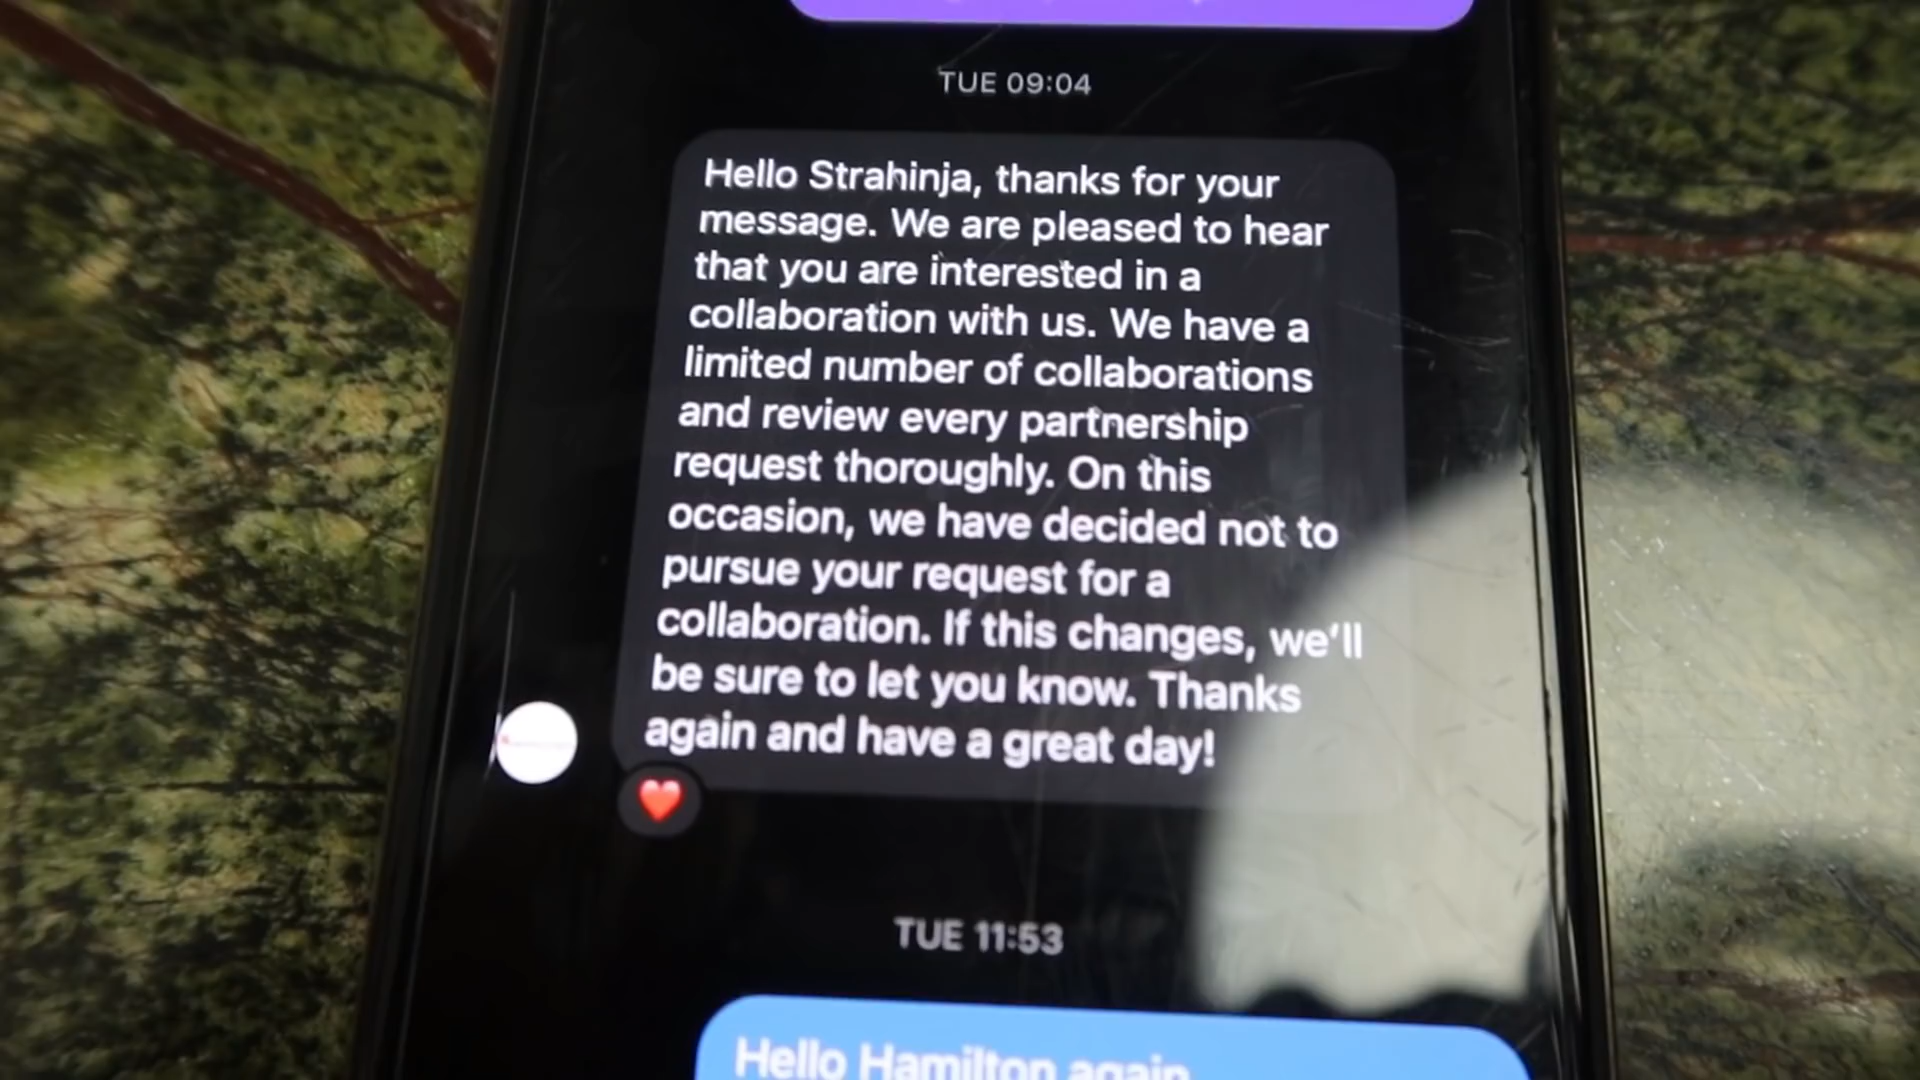 TUE 09:04
Hello Strahinja, thanks for your
message. We are pleased to hear
that you are interested in a
collaboration with us. We have a
limited number of collaborations
and review every partnership
request thoroughly. On this
occasion, we have decided not to
pursue your request for a
collaboration. If this changes, we'll
be sure to let you know. Thanks
again and have a great day!
TUE 11:53
Hello Hamilton again